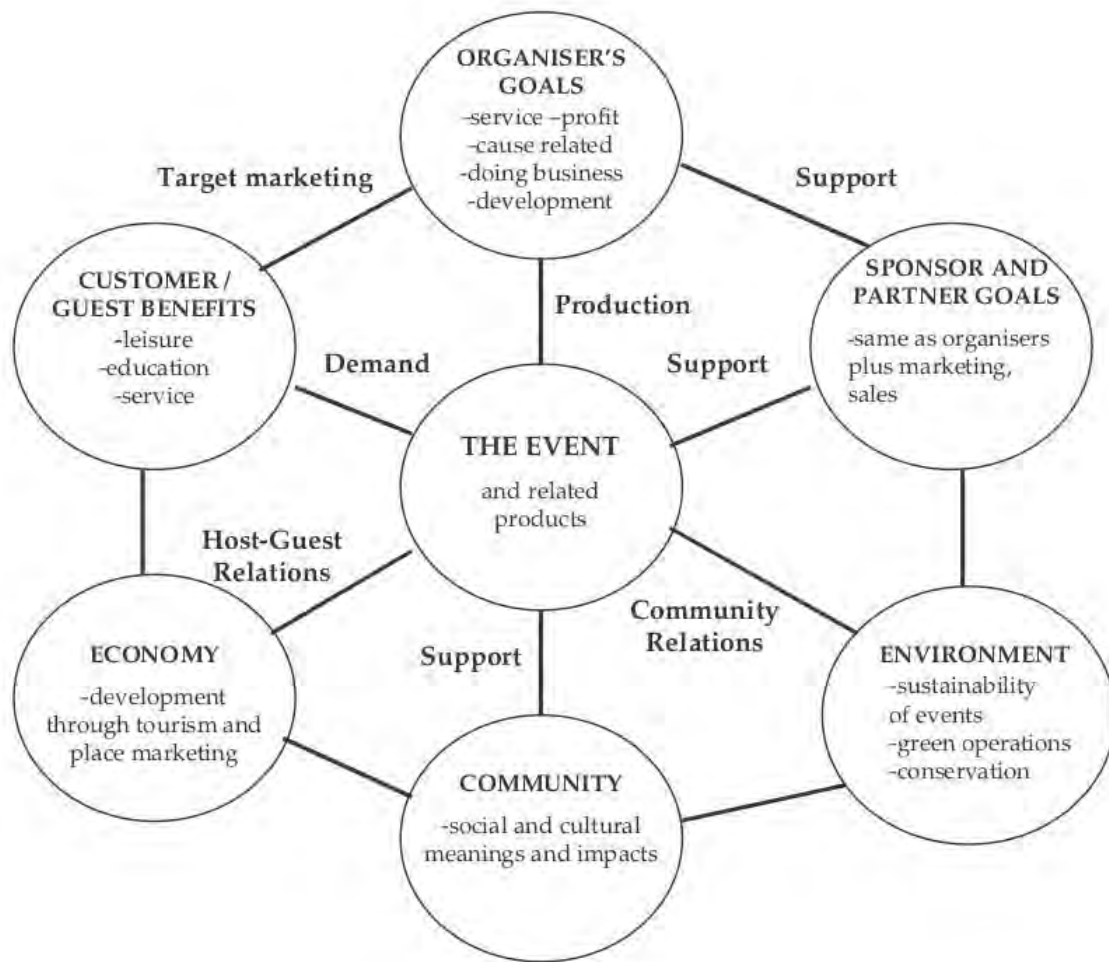 ORGANISER'S
GOALS
-service –profit
-cause related
-doing business
-development
Target marketing
Support
CUSTOMER /
GUEST BENEFITS
-leisure
-education
-service
SPONSOR AND
PARTNER GOALS
-same as organisers
plus marketing,
sales
Production
Demand
Support
THE EVENT
and related
products
Host-Guest
Relations
Community
Relations
Support
ECONOMY
-development
through tourism and
place marketing
ENVIRONMENT
-sustainability
of events
-green operations
-conservation
COMMUNITY
-social and cultural
meanings and impacts